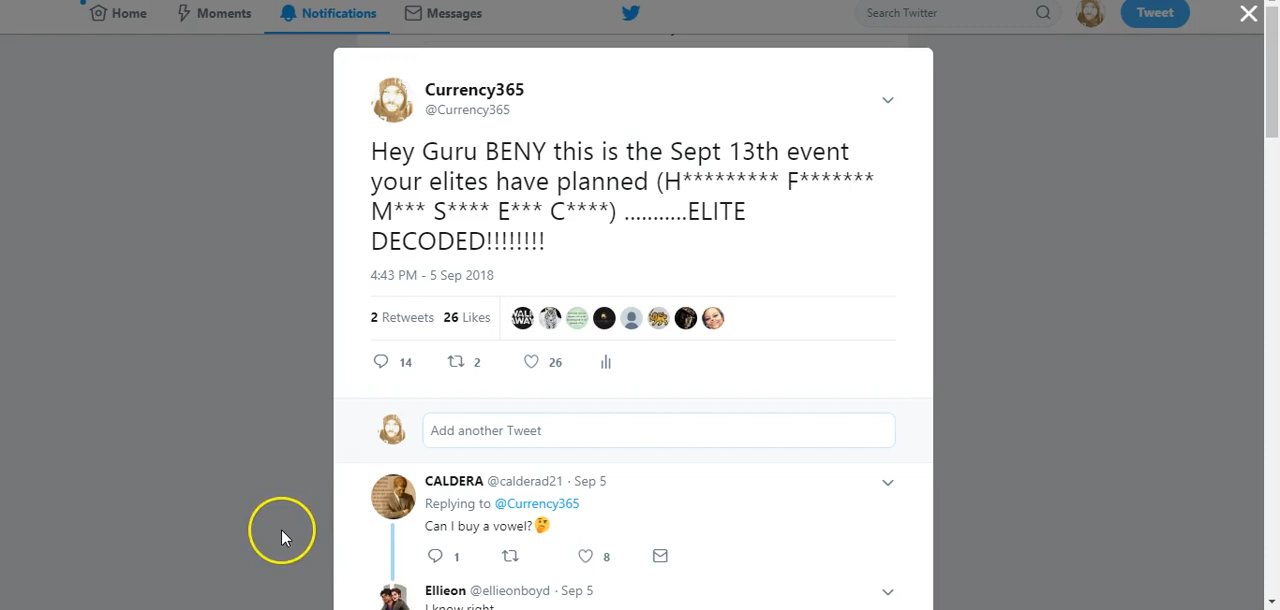 Home Moments Notifications Messages Search Twitter Tweet
Currency365
@Currency365
Hey Guru BENY this is the Sept 13th event
your elites have planned (H********* F*******
M*** S**** E*** C****) ...........ELITE
DECODED!!!!!!!!
4:43 PM - 5 Sep 2018
2 Retweets 26 Likes
14 2 26
Add another Tweet
CALDERA @calderad21 · Sep 5
Replying to @Currency365
Can I buy a vowel?
1 8
Ellieon @ellieonboyd · Sep 5
I know right